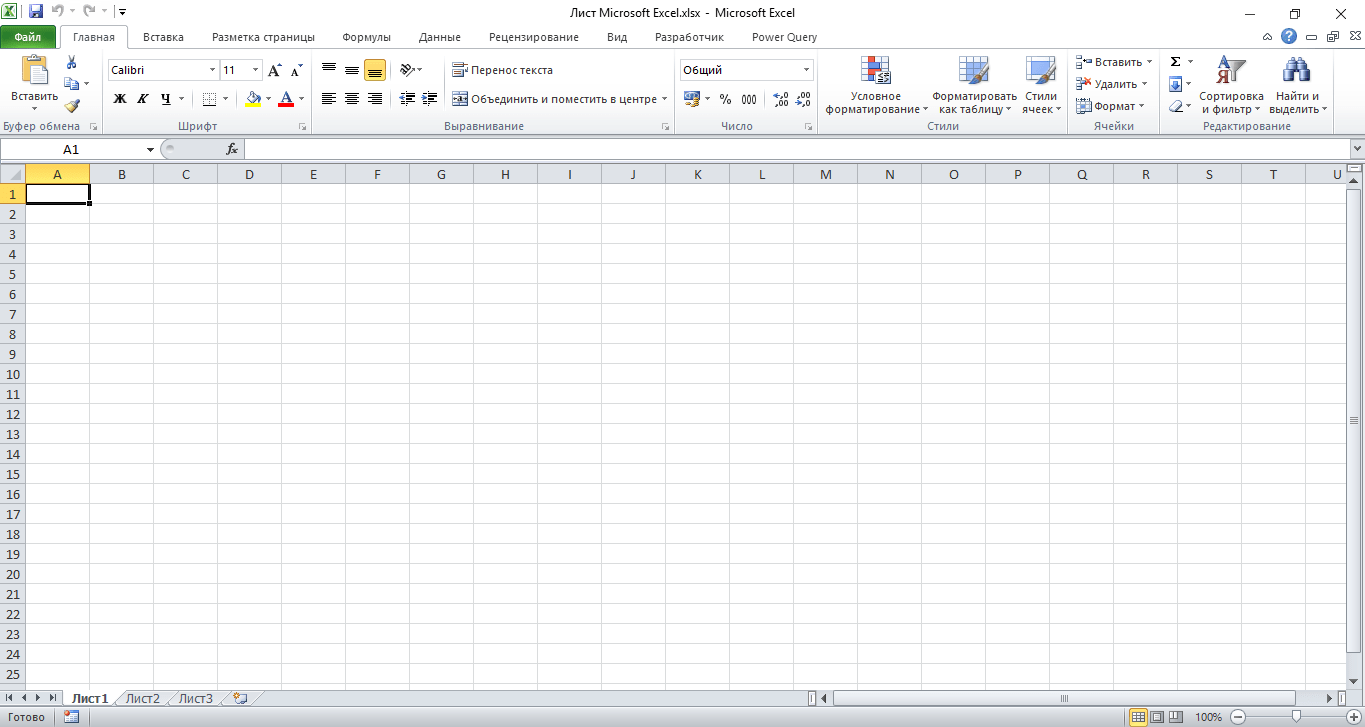 Лист Microsoft Excel.xlsx - Microsoft Excel
Файл Главная Вставка Разметка страницы Формулы Данные Рецензирование Вид Разработчик Power Query
Вставить
Буфер обмена
Calibri 11
Ж К Ч А
Шрифт
Перенос текста
Объединить и поместить в центре
Выравнивание
Общий
% 000
Число
Условное форматирование
Форматировать как таблицу
Стили ячеек
Стили
Вставить
Удалить
Формат
Ячейки
Σ
Сортировка и фильтр
Найти и выделить
Редактирование
A1 fx
A B C D E F G H I J K L M N O P Q R S T U
1
2
3
4
5
6
7
8
9
10
11
12
13
14
15
16
17
18
19
20
21
22
23
24
25
Лист1 Лист2 Лист3
Готово 100%